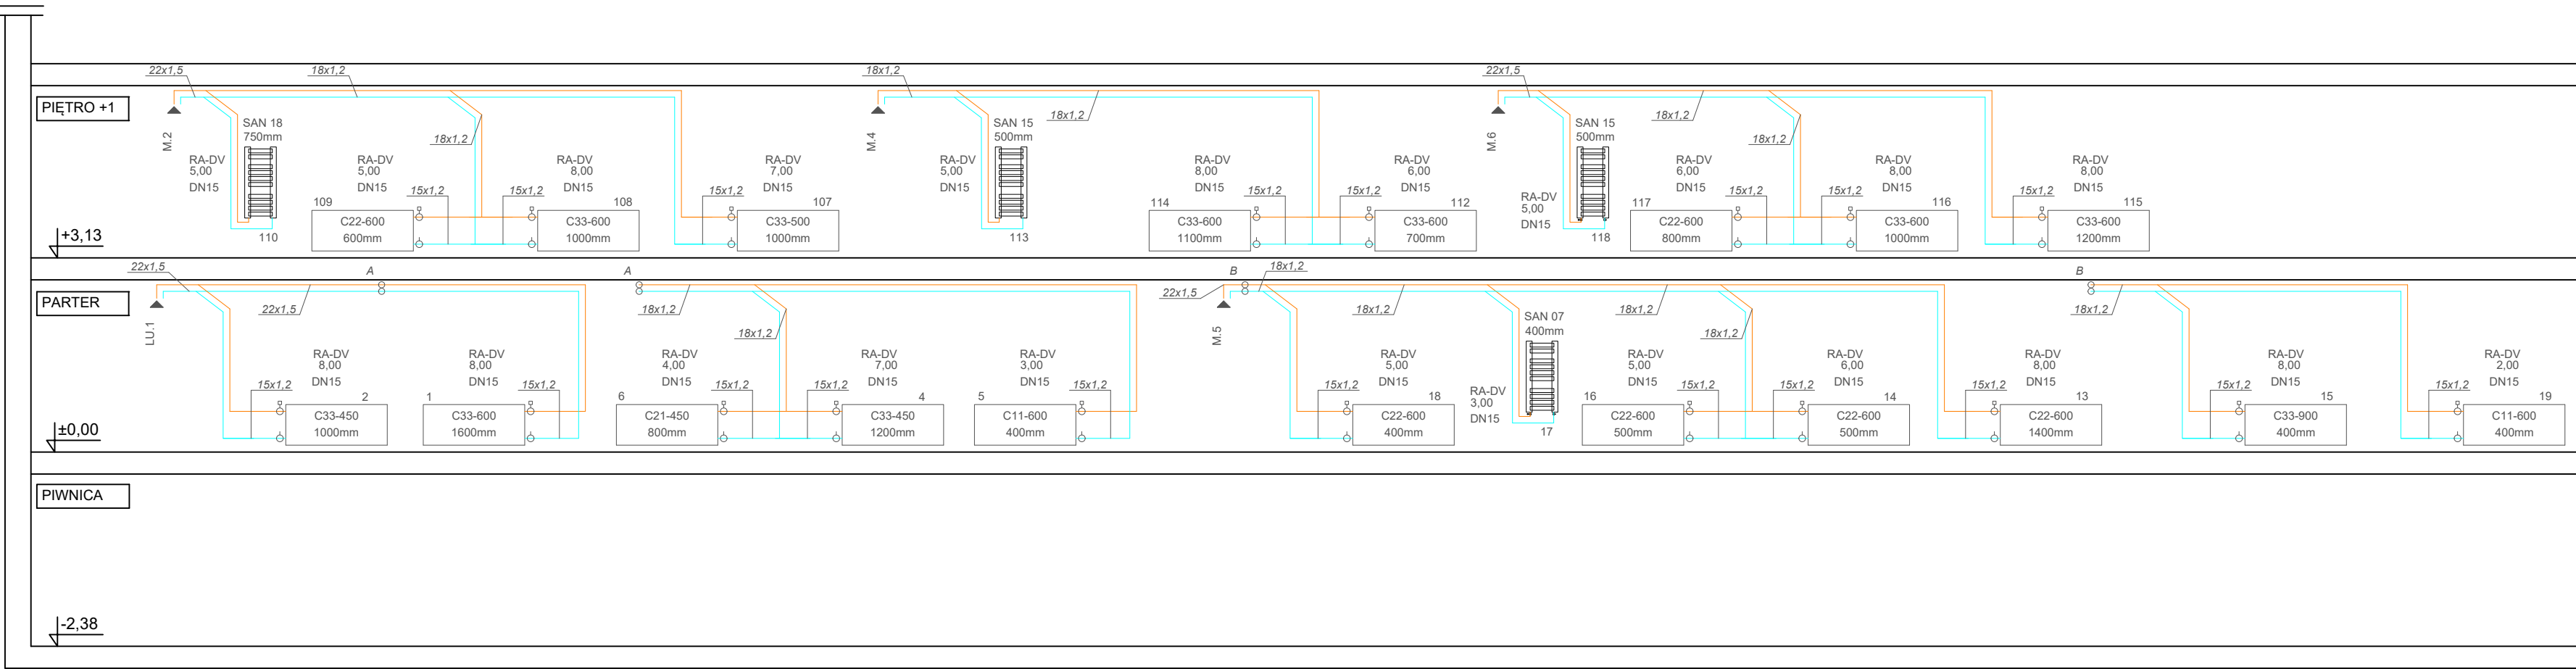 22x1,5
18x1,2
18x1,2
22x1,5
PIĘTRO +1
M.2
SAN 18
750mm
18x1,2
RA-DV
5,00
DN15
110
RA-DV
5,00
DN15
15x1,2
109
C22-600
600mm
RA-DV
8,00
DN15
15x1,2
108
C33-600
1000mm
RA-DV
7,00
DN15
15x1,2
107
C33-500
1000mm
M.4
SAN 15
500mm
18x1,2
RA-DV
5,00
DN15
113
RA-DV
8,00
DN15
15x1,2
114
C33-600
1100mm
RA-DV
6,00
DN15
15x1,2
112
C33-600
700mm
M.6
SAN 15
500mm
18x1,2
18x1,2
RA-DV
5,00
DN15
118
RA-DV
6,00
DN15
15x1,2
117
C22-600
800mm
RA-DV
8,00
DN15
15x1,2
116
C33-600
1000mm
RA-DV
8,00
DN15
15x1,2
115
C33-600
1200mm
+3,13
22x1,5
A
A
B
18x1,2
B
PARTER
LU.1
22x1,5
18x1,2
18x1,2
22x1,5
M.5
18x1,2
18x1,2
18x1,2
18x1,2
RA-DV
8,00
DN15
15x1,2
2
C33-450
1000mm
RA-DV
8,00
DN15
15x1,2
1
C33-600
1600mm
RA-DV
4,00
DN15
15x1,2
6
C21-450
800mm
RA-DV
7,00
DN15
15x1,2
4
C33-450
1200mm
RA-DV
3,00
DN15
15x1,2
5
C11-600
400mm
RA-DV
5,00
DN15
15x1,2
18
C22-600
400mm
SAN 07
400mm
RA-DV
3,00
DN15
17
RA-DV
5,00
DN15
15x1,2
16
C22-600
500mm
RA-DV
6,00
DN15
15x1,2
14
C22-600
500mm
RA-DV
8,00
DN15
15x1,2
13
C22-600
1400mm
RA-DV
8,00
DN15
15x1,2
15
C33-900
400mm
RA-DV
2,00
DN15
15x1,2
19
C11-600
400mm
±0,00
PIWNICA
-2,38